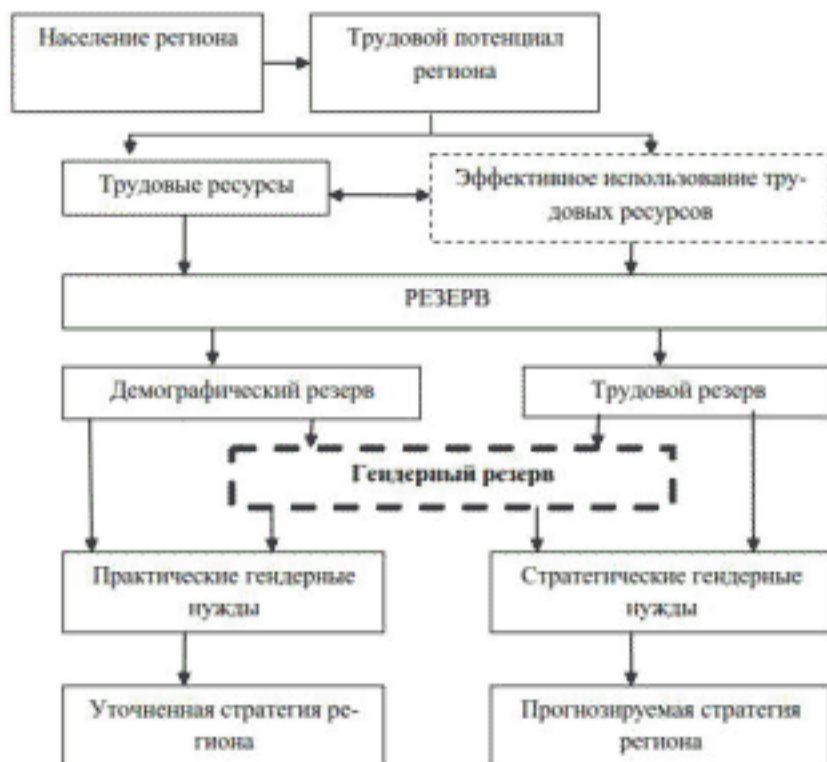 Население региона
Трудовой потенциал
региона
Трудовые ресурсы
Эффективное использование тру-
довых ресурсов
РЕЗЕРВ
Демографический резерв
Трудовой резерв
Гендерный резерв
Практические гендерные
нужды
Стратегические гендерные
нужды
Уточненная стратегия ре-
гиона
Прогнозируемая стратегия
региона